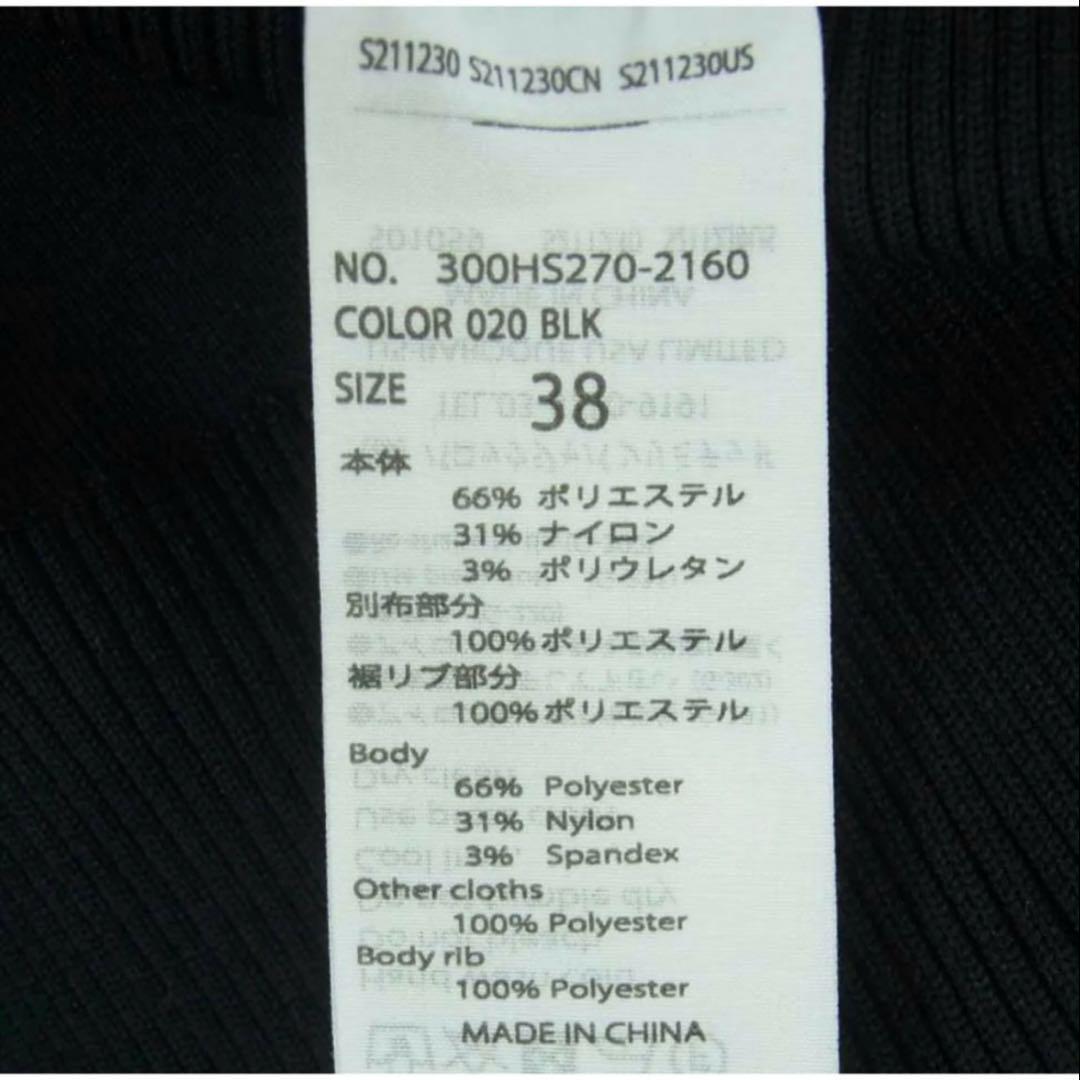 S211230 S211230CN S211230US
NO. 300HS270-2160
COLOR 020 BLK
SIZE 38
本体
66% ポリエステル
31% ナイロン
3% ポリウレタン
別布部分
100% ポリエステル
裾リブ部分
100% ポリエステル
Body
66% Polyester
31% Nylon
3% Spandex
Other cloths
100% Polyester
Body rib
100% Polyester
MADE IN CHINA